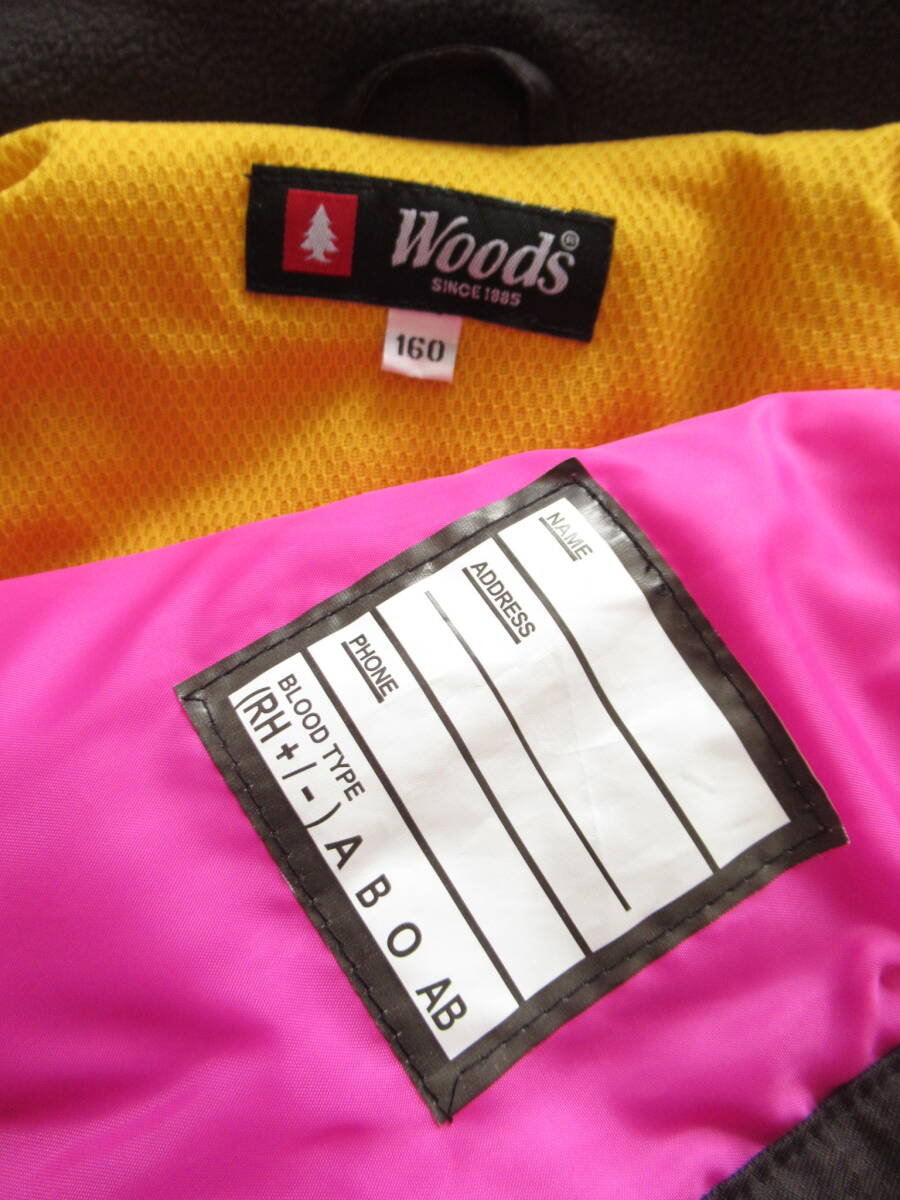 Woods®
SINCE 1885
160
NAME
ADDRESS
PHONE
BLOOD TYPE
(RH + / - ) A B O AB